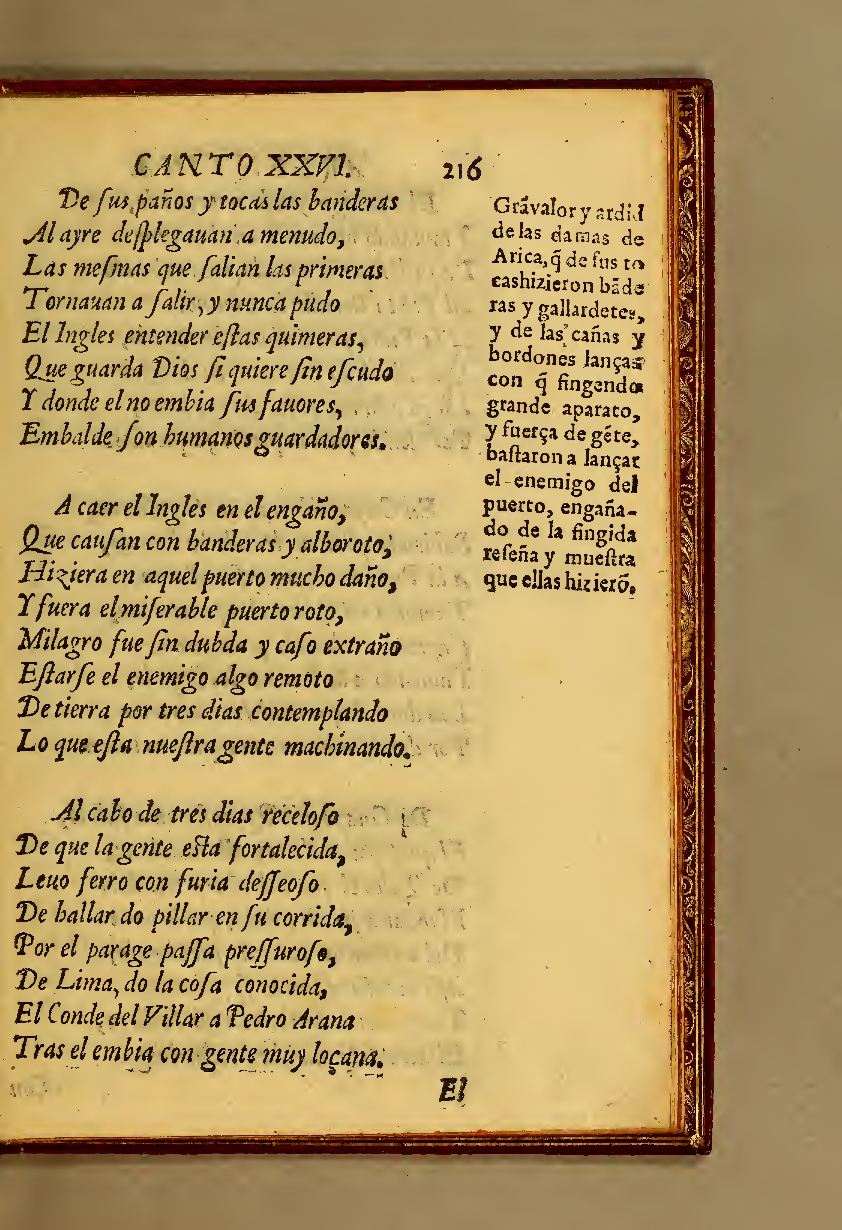 CANTO XXVI. 216
De ſus paños y tocas las banderas
Al ayre deſplegauan a menudo,
Las meſmas que ſalian las primeras
Tornauan a ſalir, y nunca pudo
El Ingles entender eſtas quimeras,
Que guarda Dios ſi quiere ſin eſcudo
Y donde el no embia ſus fauores,
Embalde ſon humanos guardadores.
A caer el Ingles en el engaño,
Que cauſan con banderas y alboroto,
Hiziera en aquel puerto mucho daño,
Y fuera el miſerable puerto roto,
Milagro fue ſin dubda y caſo extraño
Eſtarſe el enemigo algo remoto
De tierra por tres dias contemplando
Lo que eſta nueſtra gente machinando.
Al cabo de tres dias receloſo
De que la gente eſta fortalecida,
Leuo ferro con furia deſſeoſo
De hallar do pillar en ſu corrida,
Por el parage paſſa preſſuroſo,
De Lima, do la coſa conocida,
El Conde del Villar a Pedro Arana
Tras el embia con gente muy loçana.
El
Grāvalor y ardid
de las damas de
Arica, q̃ de ſus to
cas hizieron bāde
ras y gallardetes,
y de las cañas y
bordones lanças
con q̃ fingendo
grande aparato,
y fuerça de gēte,
baſtaron a lançar
el enemigo del
puerto, engaña-
do de la fingida
reſeña y mueſtra
que ellas hizierō.